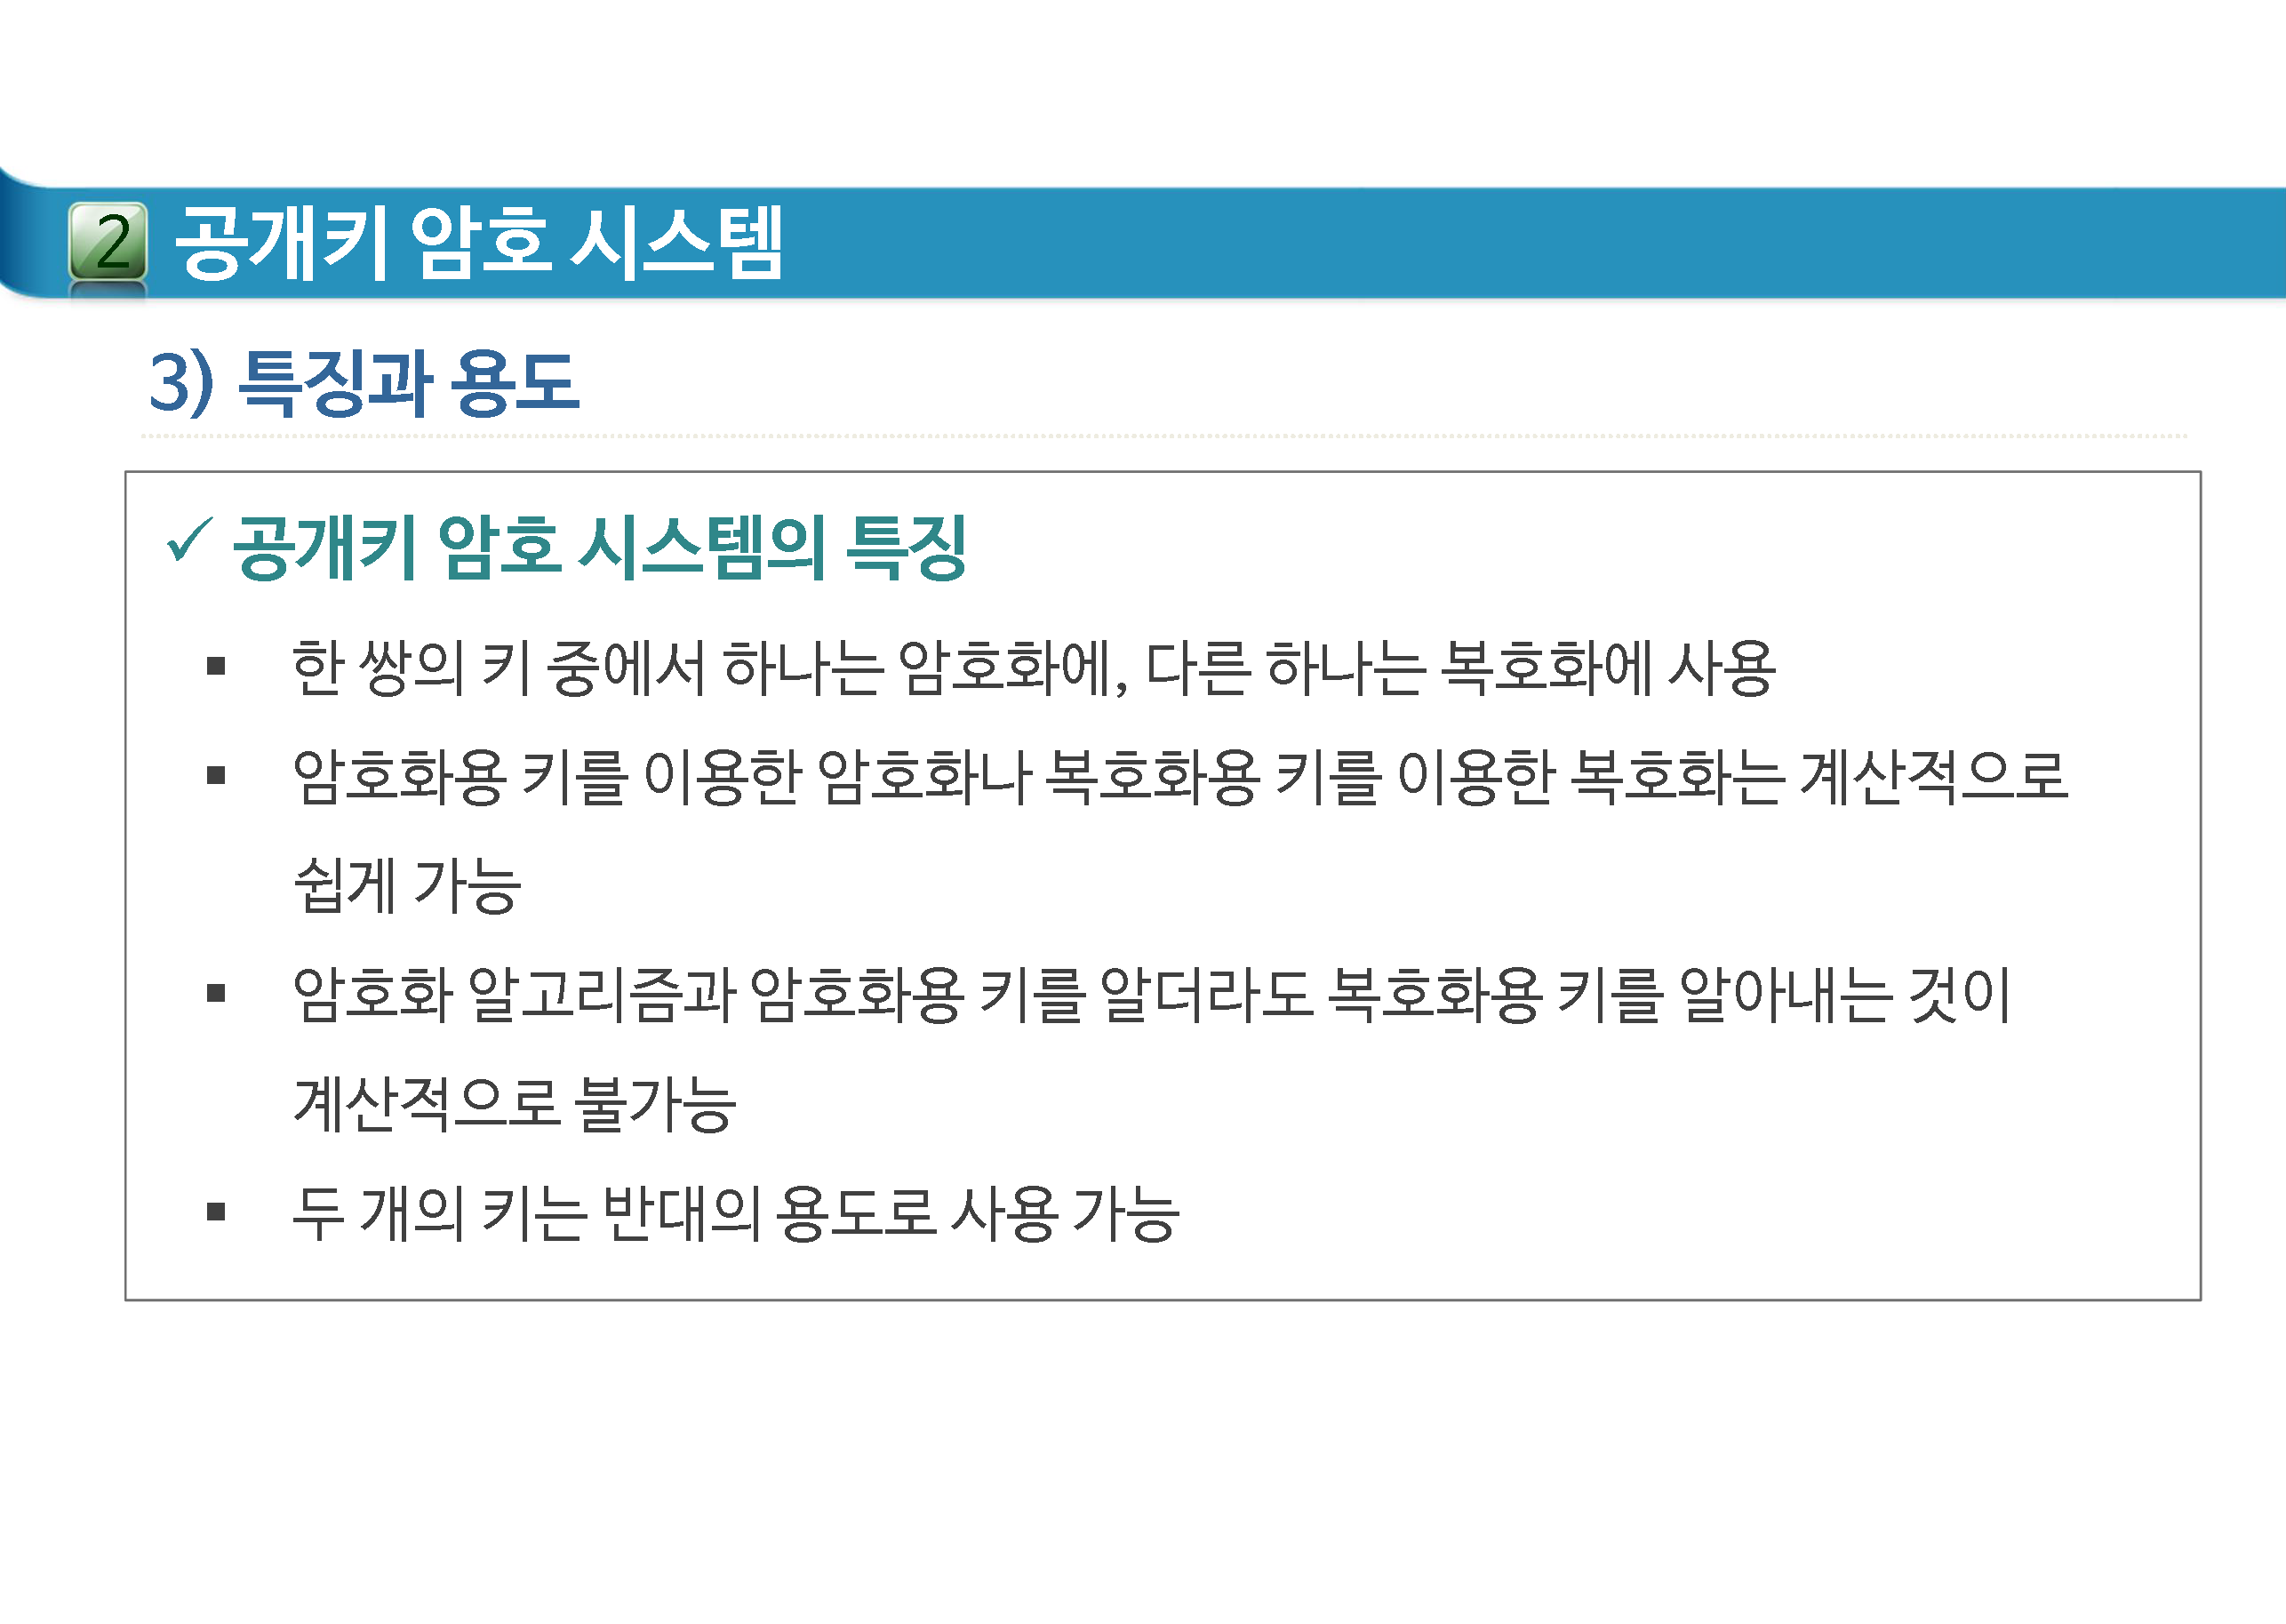 2 공개키 암호 시스템
3) 특징과 용도
✓ 공개키 암호 시스템의 특징
▪ 한 쌍의 키 중에서 하나는 암호화에, 다른 하나는 복호화에 사용
▪ 암호화용 키를 이용한 암호화나 복호화용 키를 이용한 복호화는 계산적으로
쉽게 가능
▪ 암호화 알고리즘과 암호화용 키를 알더라도 복호화용 키를 알아내는 것이
계산적으로 불가능
▪ 두 개의 키는 반대의 용도로 사용 가능